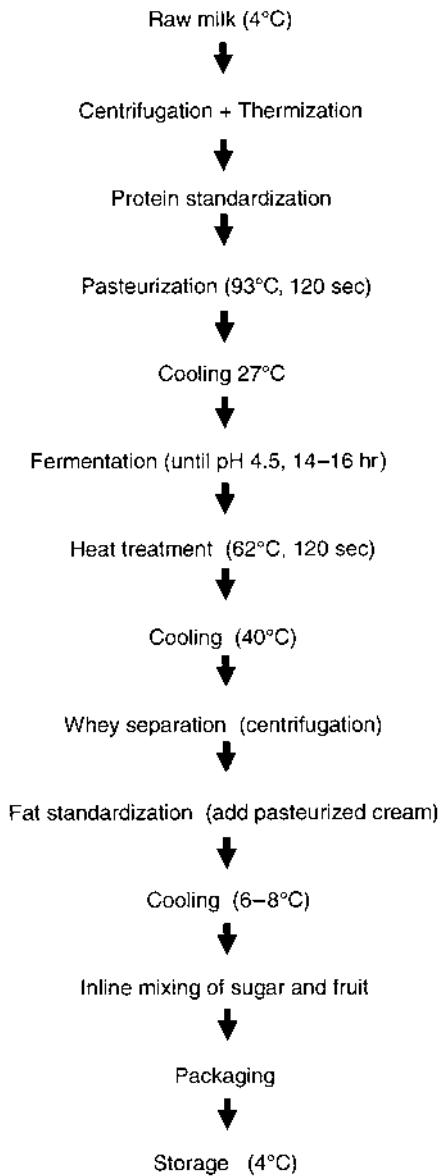 Raw milk (4°C)
Centrifugation + Thermization
Protein standardization
Pasteurization (93°C, 120 sec)
Cooling 27°C
Fermentation (until pH 4.5, 14–16 hr)
Heat treatment (62°C, 120 sec)
Cooling (40°C)
Whey separation (centrifugation)
Fat standardization (add pasteurized cream)
Cooling (6–8°C)
Inline mixing of sugar and fruit
Packaging
Storage (4°C)